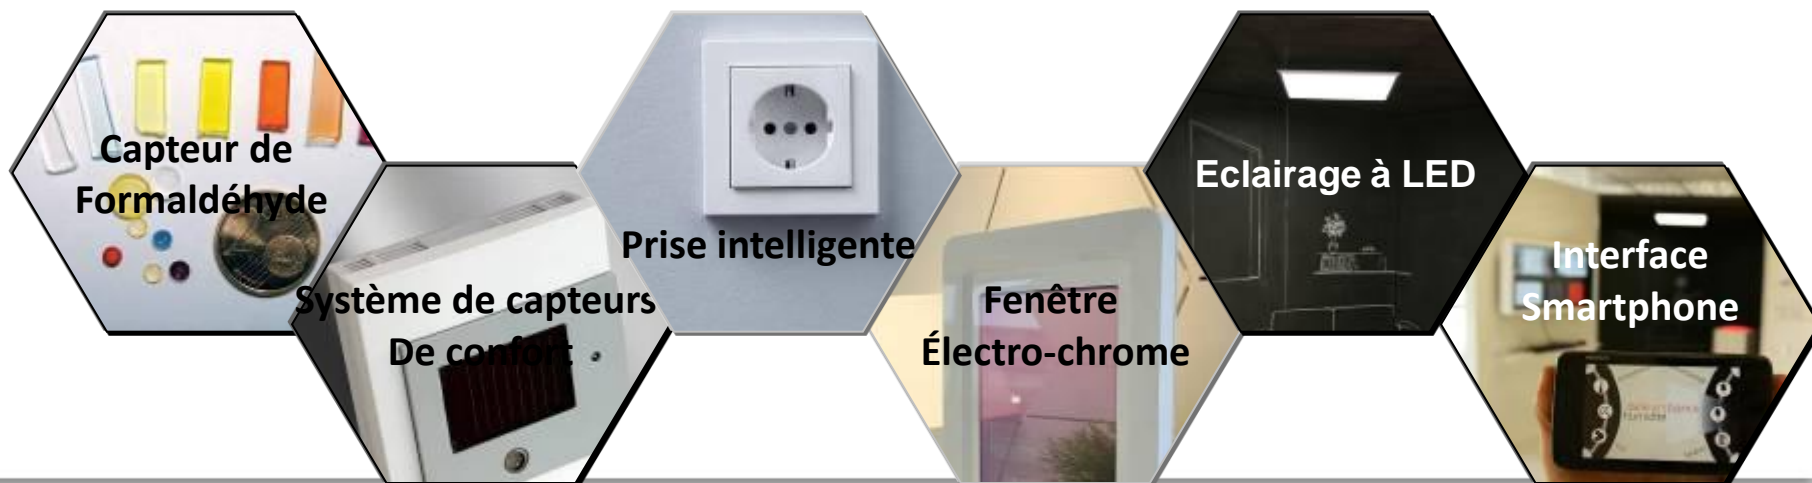 Capteur de
Formaldéhyde
Système de capteurs
De confort
Prise intelligente
Fenêtre
Électro-chrome
Eclairage à LED
Interface
Smartphone